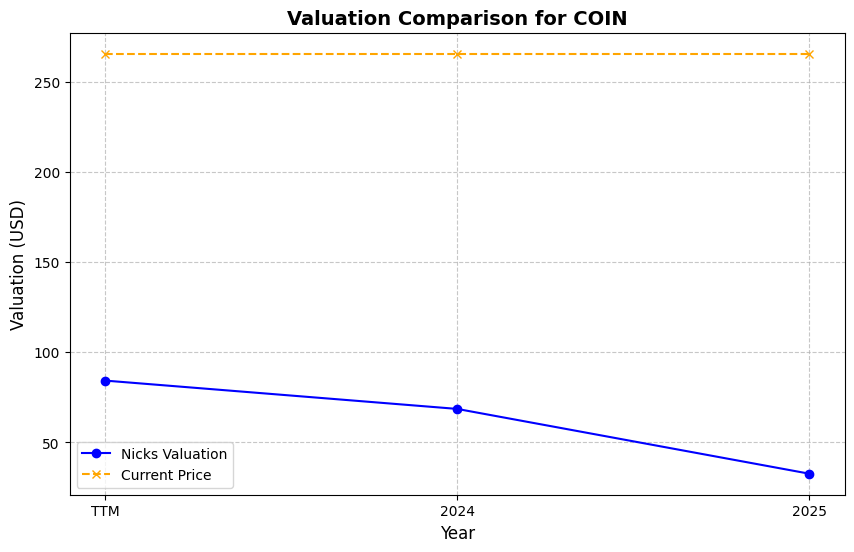 Valuation Comparison for COIN
Valuation (USD)
250
200
150
100
50
Nicks Valuation
Current Price
TTM
2024
2025
Year